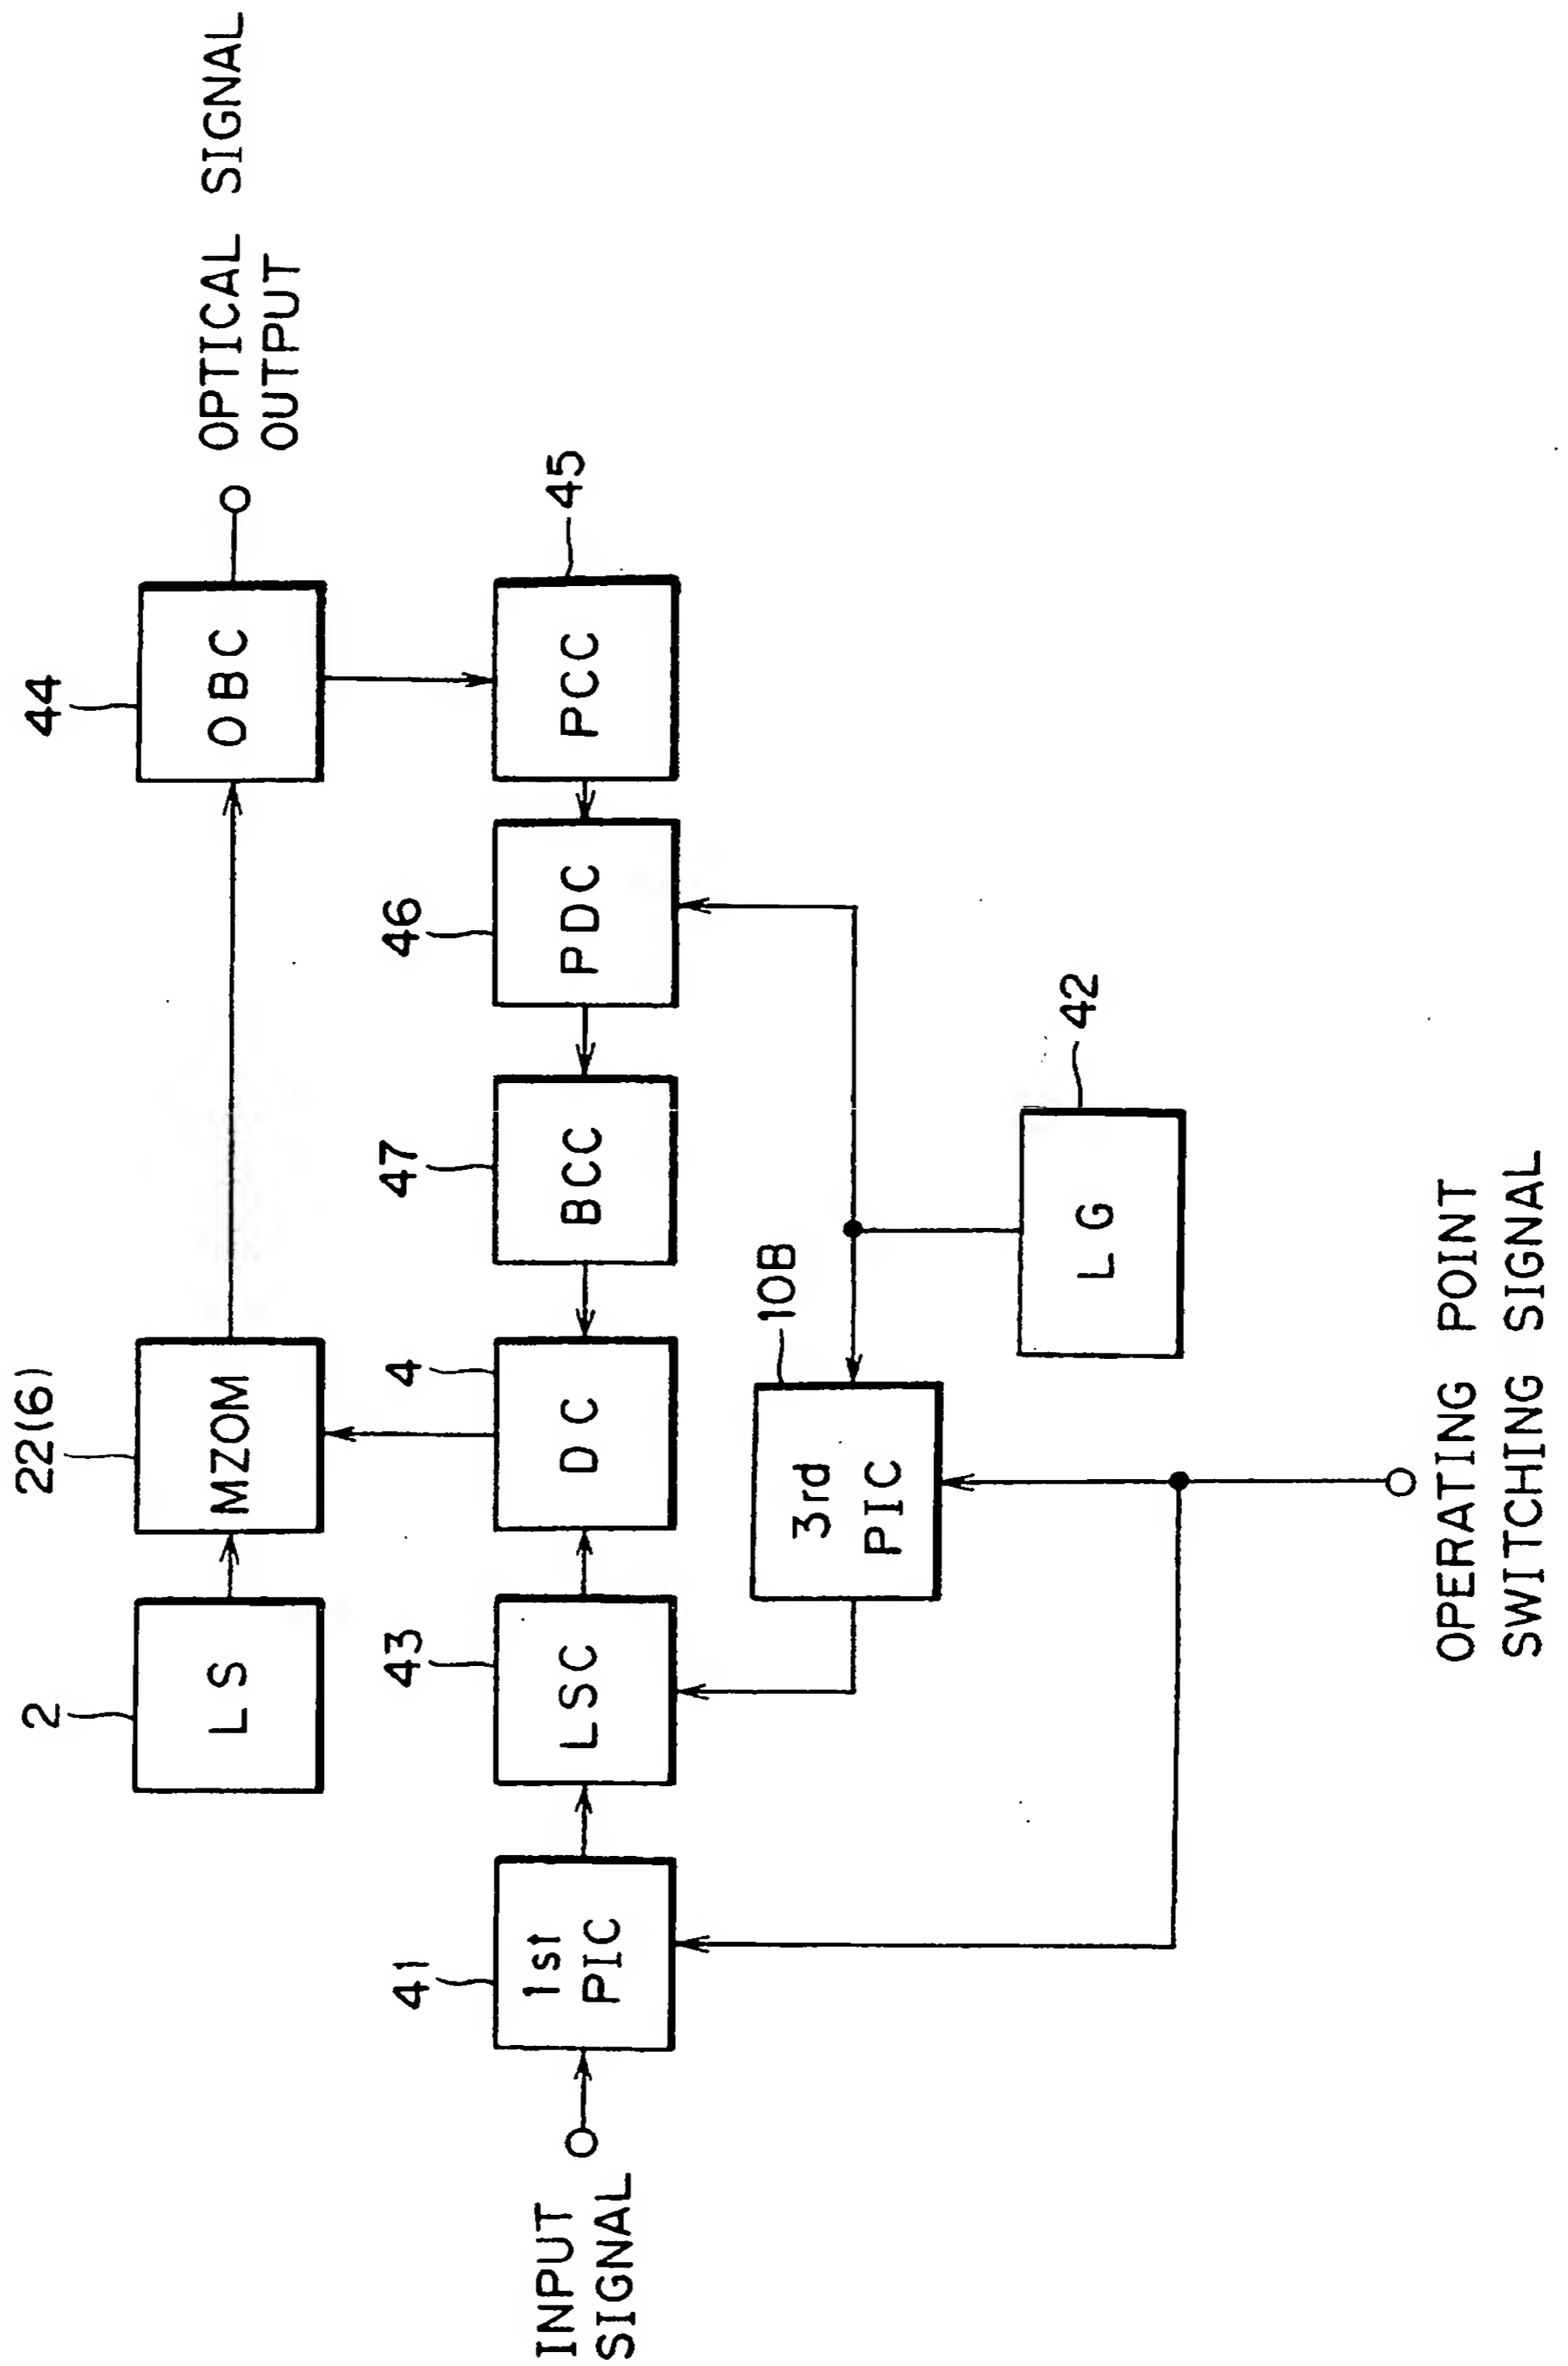 44
OBC
OPTICAL SIGNAL
OUTPUT
22(6)
MZOM
2
LS
45
PCC
46
PDC
47
BCC
4
DC
43
LSC
41
1st
PIC
INPUT
SIGNAL
10B
3rd
PIC
42
LG
OPERATING POINT
SWITCHING SIGNAL